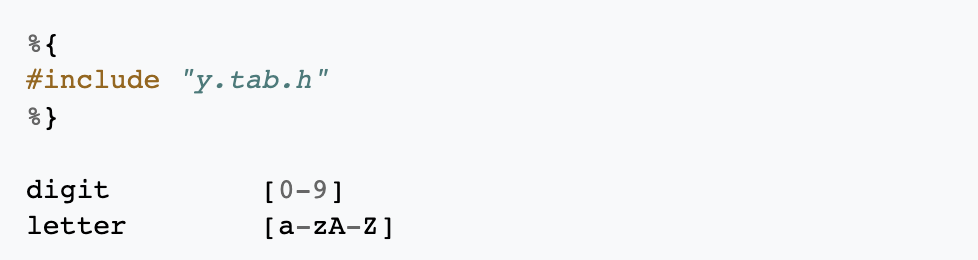 %{
#include "y.tab.h"
%}
digit [0-9]
letter [a-zA-Z]